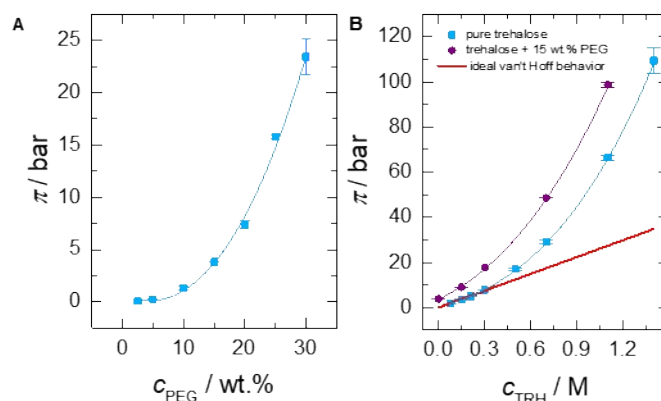 A
25
20
15
10
5
0
π / bar
0 10 20 30
c_PEG / wt.%
B
pure trehalose
trehalose + 15 wt.% PEG
ideal van't Hoff behavior
120
100
80
60
40
20
0
π / bar
0.0 0.3 0.6 0.9 1.2
c_TRH / M